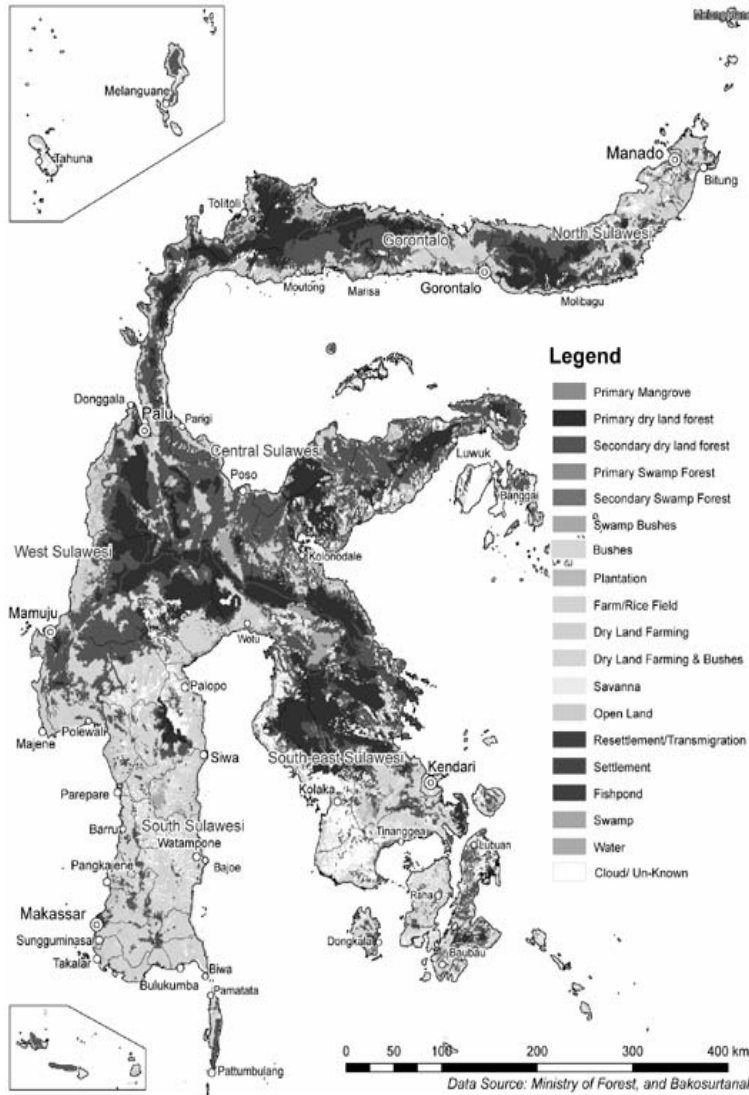 Melanguane
Tahuna
Manado
Bitung
Tolitoli
North Sulawesi
Gorontalo
Moutong
Marisa
Gorontalo
Molibagu
Legend
Primary Mangrove
Primary dry land forest
Secondary dry land forest
Primary Swamp Forest
Secondary Swamp Forest
Swamp Bushes
Bushes
Plantation
Farm/Rice Field
Dry Land Farming
Dry Land Farming & Bushes
Savanna
Open Land
Resettlement/Transmigration
Settlement
Fishpond
Swamp
Water
Cloud/ Un-Known
Donggala
Palu
Parigi
Central Sulawesi
Poso
Luwuk
Banggai
West Sulawesi
Kolonodale
Mamuju
Wotu
Palopo
Majene
Polewali
Siwa
South-east Sulawesi
Kendari
Parepare
Kolaka
Barru
South Sulawesi
Tinanggea
Watampone
Bajoe
Lutuan
Pangkajene
Raha
Makassar
Sungguminasa
Dongkala
Takalar
Baubau
Bulukumba
Biwa
Pamatata
Pattumbulang
0 50 100 200 300 400 km
Data Source: Ministry of Forest, and Bakosurtanal